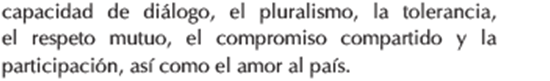 capacidad de diálogo, el pluralismo, la tolerancia,
el respeto mutuo, el compromiso compartido y la
participación, así como el amor al país.